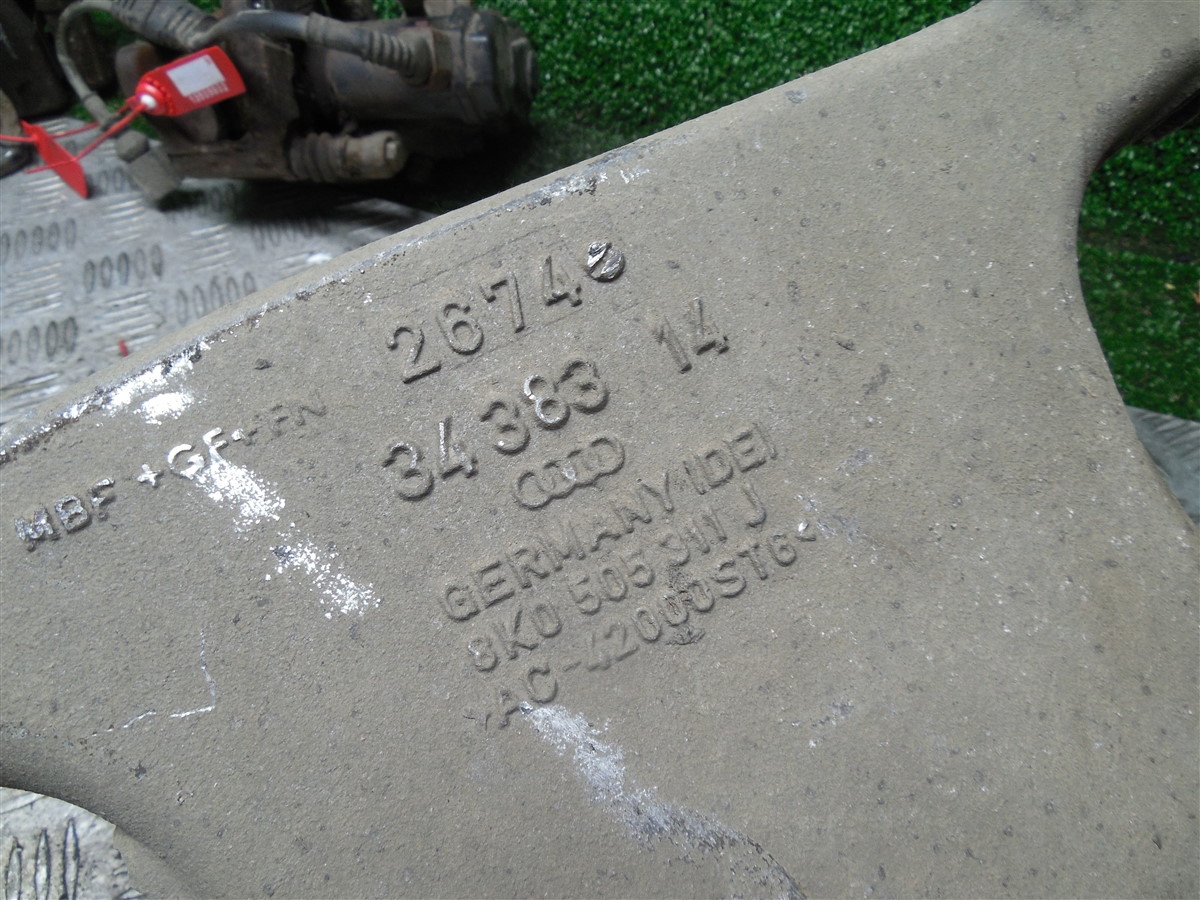 2674
34383 14
MBF +GF+ FN
GERMANY (DE)
8K0 505 311 J
>AC-42000ST6<